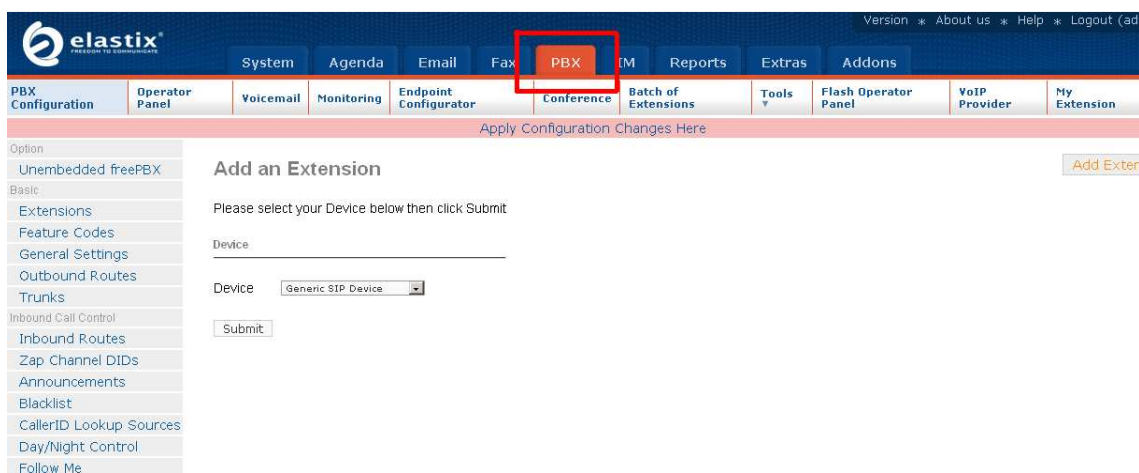 Version * About us * Help * Logout (ad
elastix
FREEDOM TO COMMUNICATE
System Agenda Email Fax PBX IM Reports Extras Addons
PBX Configuration Operator Panel Voicemail Monitoring Endpoint Configurator Conference Batch of Extensions Tools Flash Operator Panel VoIP Provider My Extension
Apply Configuration Changes Here
Option
Unembedded freePBX
Basic
Extensions
Feature Codes
General Settings
Outbound Routes
Trunks
Inbound Call Control
Inbound Routes
Zap Channel DIDs
Announcements
Blacklist
CallerID Lookup Sources
Day/Night Control
Follow Me
Add an Extension
Add Exten
Please select your Device below then click Submit
Device
Device Generic SIP Device
Submit